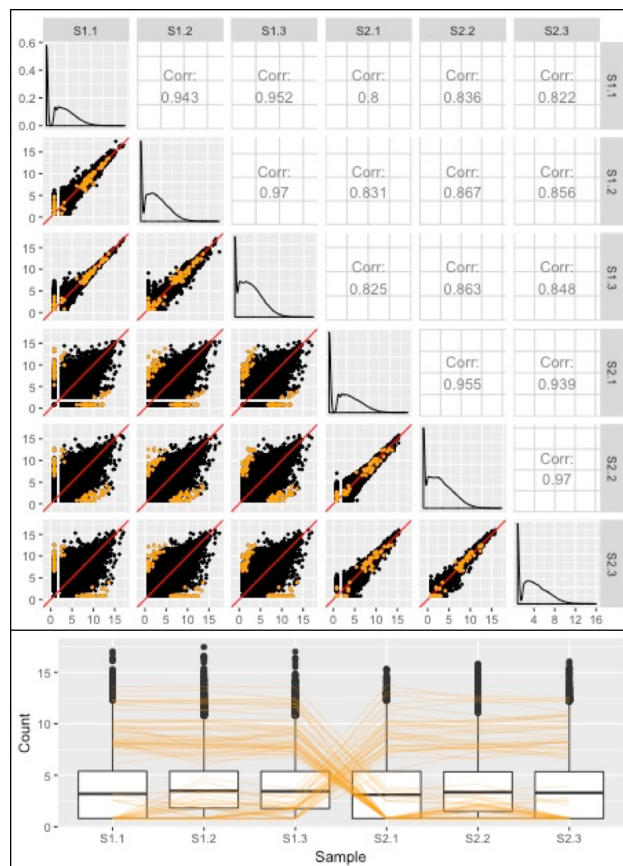 S1.1 S1.2 S1.3 S2.1 S2.2 S2.3
0.6
0.4
0.2
0.0
Corr: Corr: Corr: Corr: Corr:
0.943 0.952 0.8 0.836 0.822
S1.1
15
10
5
0
Corr: Corr: Corr: Corr:
0.97 0.831 0.867 0.856
S1.2
15
10
5
0
Corr: Corr: Corr:
0.825 0.863 0.848
S1.3
15
10
5
0
Corr: Corr:
0.955 0.939
S2.1
15
10
5
0
Corr:
0.97
S2.2
15
10
5
0
S2.3
0 5 10 15 0 5 10 15 0 5 10 15 0 5 10 15 0 5 10 15 4 8 12 16
15
10
5
0
Count
S1.1 S1.2 S1.3 S2.1 S2.2 S2.3
Sample